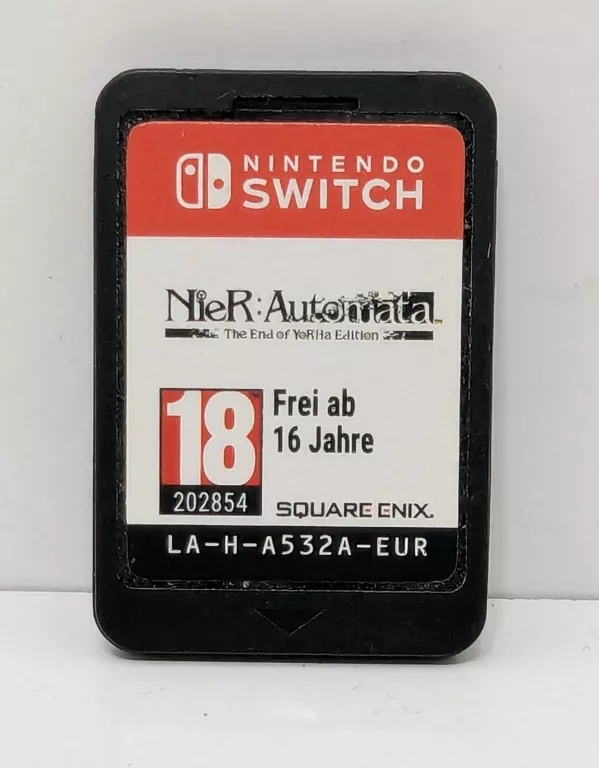 NINTENDO
SWITCH
NieR:Automata
The End of YoRHa Edition
18
202854
Frei ab
16 Jahre
SQUARE ENIX.
LA-H-A532A-EUR